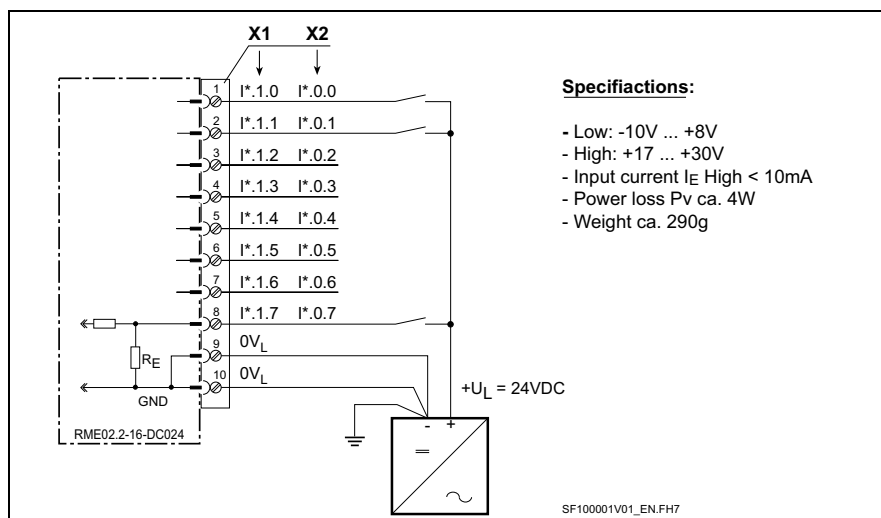 X1 X2
1 I*.1.0 I*.0.0
2 I*.1.1 I*.0.1
3 I*.1.2 I*.0.2
4 I*.1.3 I*.0.3
5 I*.1.4 I*.0.4
6 I*.1.5 I*.0.5
7 I*.1.6 I*.0.6
8 I*.1.7 I*.0.7
9 0VL
10 0VL
RE
GND
RME02.2-16-DC024
+UL = 24VDC
- +
Specifiactions:
- Low: -10V ... +8V
- High: +17 ... +30V
- Input current IE High < 10mA
- Power loss Pv ca. 4W
- Weight ca. 290g
SF100001V01_EN.FH7